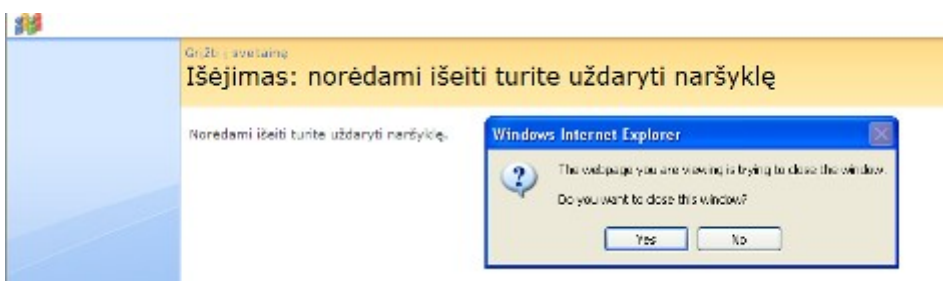 Grįžti į svetainę
Išėjimas: norėdami išeiti turite uždaryti naršyklę
Norėdami išeiti turite uždaryti naršyklę.
Windows Internet Explorer
The webpage you are viewing is trying to close the window.
Do you want to close this window?
Yes
No